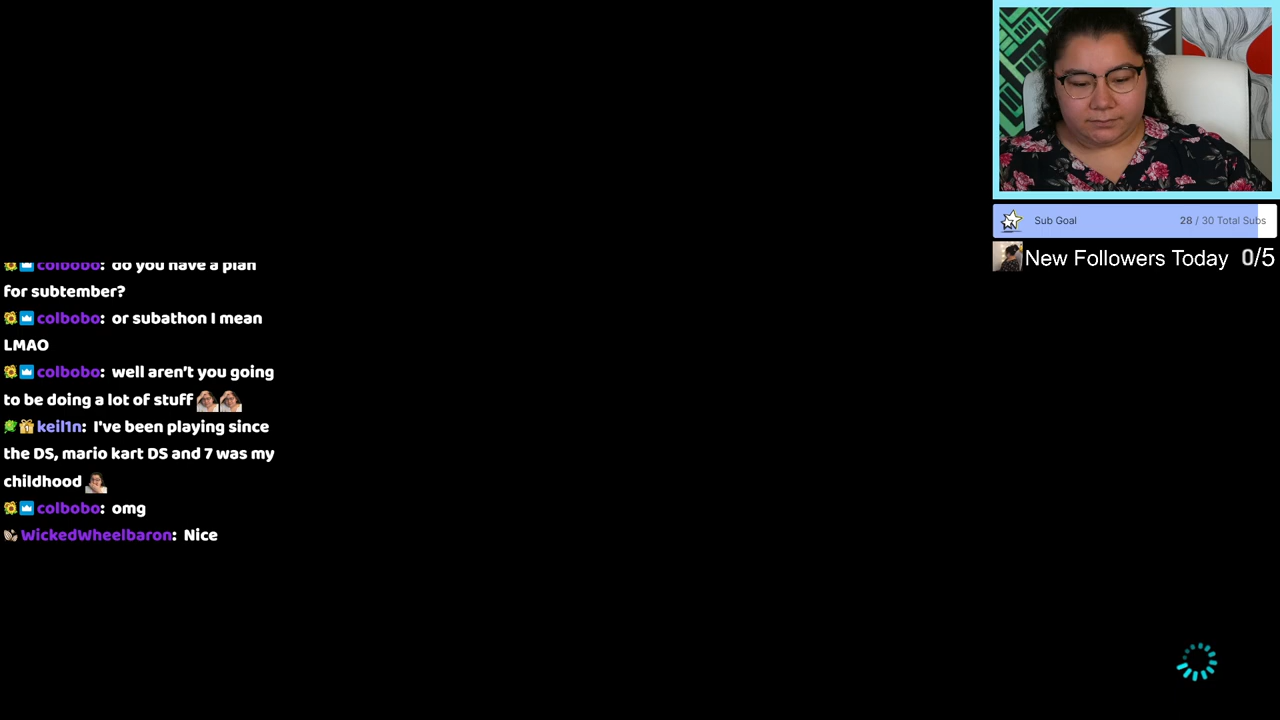 colbobo: do you have a plan
for subtember?
colbobo: or subathon I mean
LMAO
colbobo: well aren't you going
to be doing a lot of stuff
keil1n: I've been playing since
the DS, mario kart DS and 7 was my
childhood
colbobo: omg
WickedWheelbaron: Nice
Sub Goal 28 / 30 Total Subs
New Followers Today 0/5